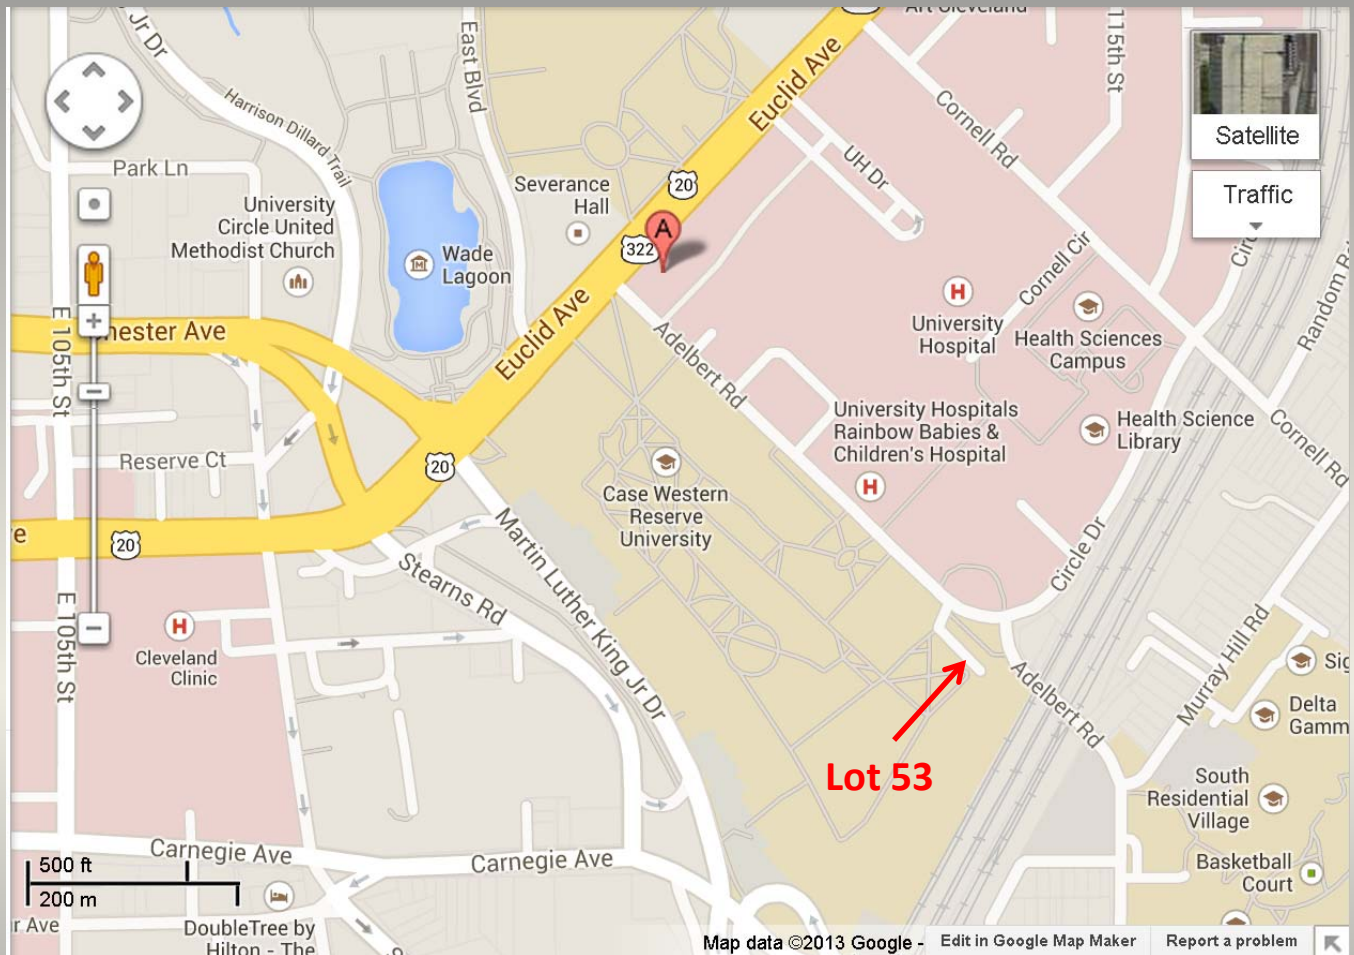 Jr Dr
East Blvd
Art Cleveland
115th St
Harrison Dillard Trail
Euclid Ave
Cornell Rd
Satellite
Traffic
Park Ln
UH Dr
Severance
Hall
20
University
Circle United
Methodist Church
322
A
Wade
Lagoon
Cornell Cir
Circ
Random R
E 105th St
hester Ave
Euclid Ave
Adelbert Rd
H
University
Hospital
Health Sciences
Campus
University Hospitals
Rainbow Babies &
Children's Hospital
H
Health Science
Library
Cornell Rd
Reserve Ct
20
Case Western
Reserve
University
e
20
Martin Luther King Jr Dr
Stearns Rd
Circle Dr
E 105th St
H
Cleveland
Clinic
Adelbert Rd
Murray Hill Rd
Sig
Delta
Gamm
Lot 53
South
Residential
Village
Carnegie Ave
Carnegie Ave
Basketball
Court
500 ft
200 m
r Ave
DoubleTree by
Hilton - The
Map data ©2013 Google -
Edit in Google Map Maker
Report a problem